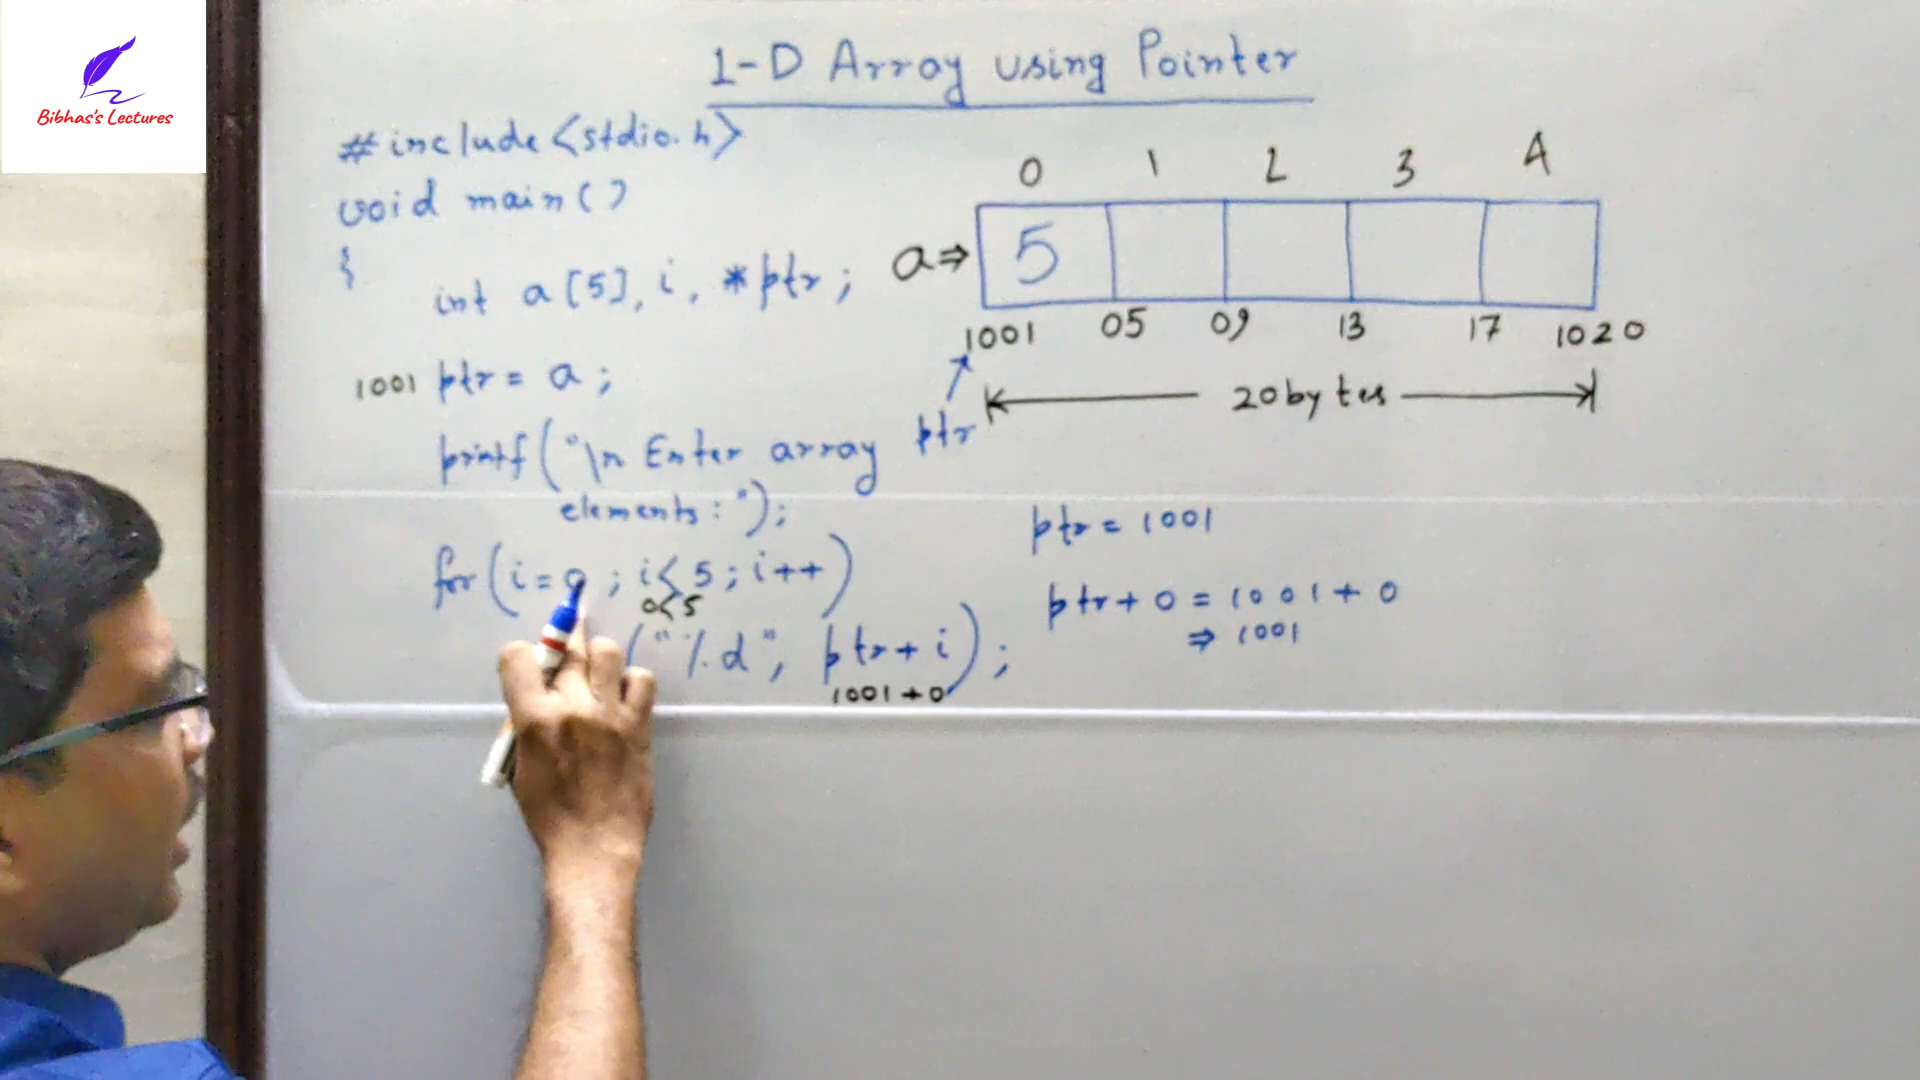 Bibhas's Lectures
1-D Array using Pointer
#include<stdio.h>
void main()
{
int a[5], i, *ptr;
1001 ptr = a;
printf("\n Enter array
elements:");
for(i=0; i<5; i++)
0<5
("%d", ptr+i);
1001+0
0 1 2 3 4
a⇒ 5
1001 05 09 13 17 1020
ptr
20bytes
ptr = 1001
ptr+0 = 1001+0
⇒ 1001